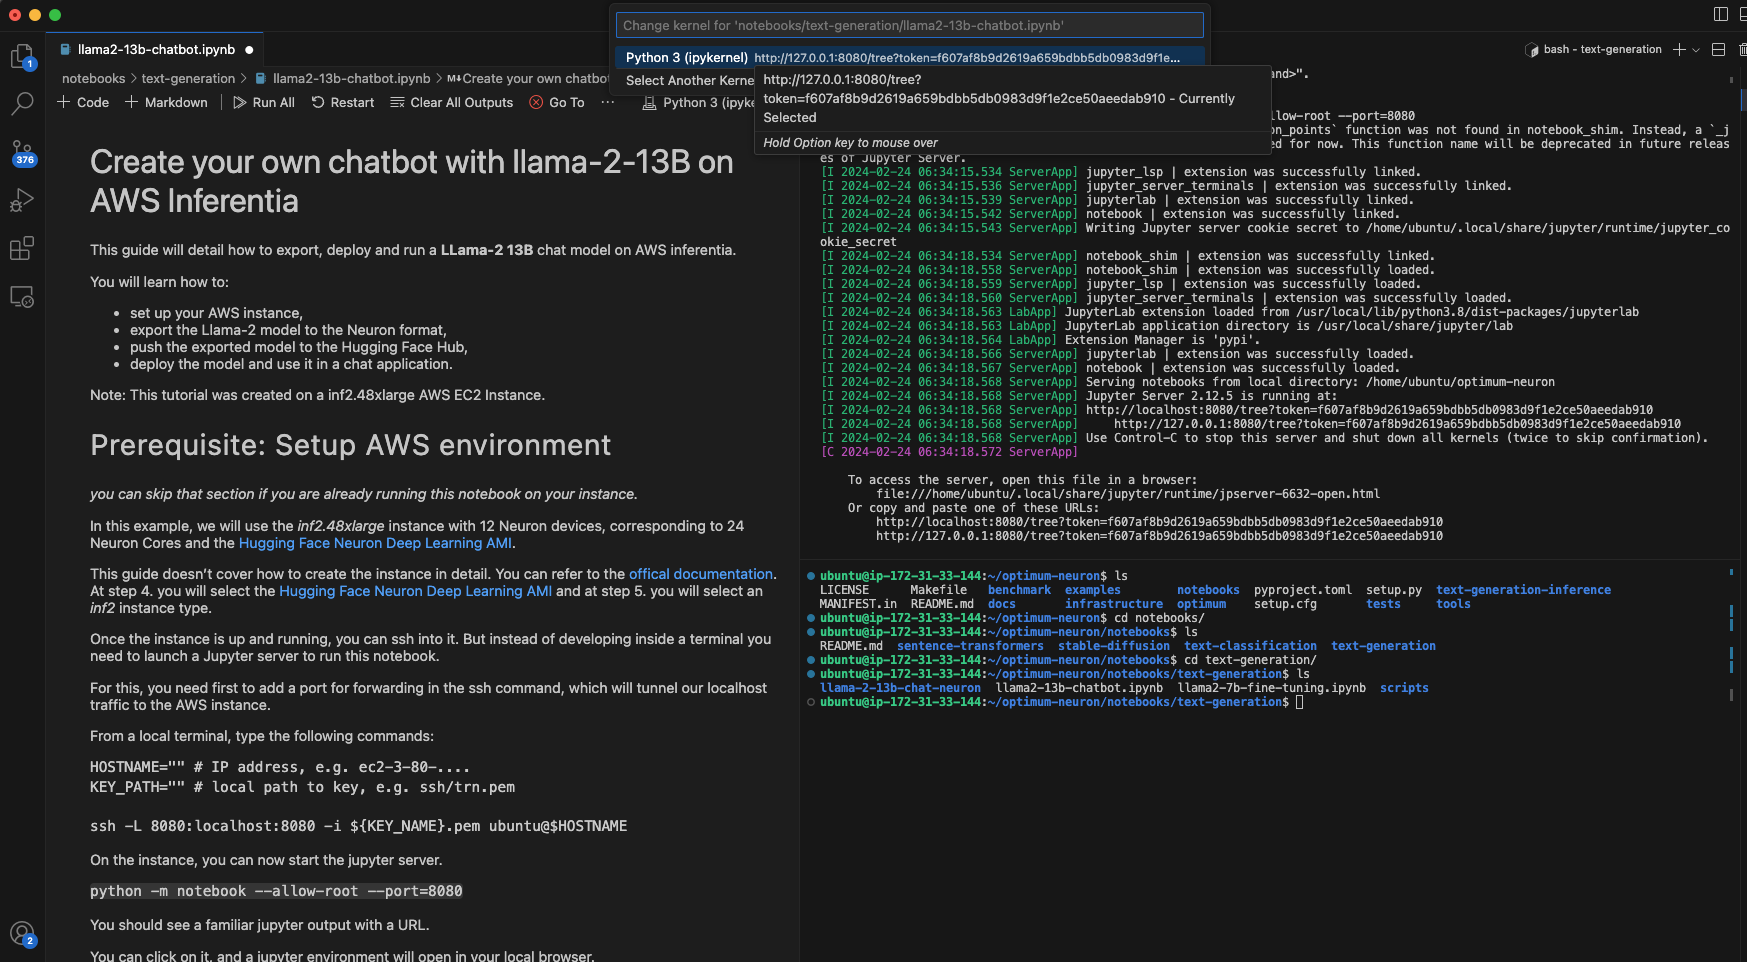 Change kernel for 'notebooks/text-generation/llama2-13b-chatbot.ipynb'
Python 3 (ipykernel) http://127.0.0.1:8080/tree?token=f607af8b9d2619a659bdbb5db0983d9f1e...
Select Another Kerne
http://127.0.0.1:8080/tree?
token=f607af8b9d2619a659bdbb5db0983d9f1e2ce50aeedab910 - Currently
Selected
Hold Option key to mouse over
1
376
2
llama2-13b-chatbot.ipynb
notebooks > text-generation > llama2-13b-chatbot.ipynb > M↓Create your own chatbot
Code Markdown Run All Restart Clear All Outputs Go To ... Python 3 (ipyke
Create your own chatbot with llama-2-13B on
AWS Inferentia
This guide will detail how to export, deploy and run a LLama-2 13B chat model on AWS inferentia.
You will learn how to:
• set up your AWS instance,
• export the Llama-2 model to the Neuron format,
• push the exported model to the Hugging Face Hub,
• deploy the model and use it in a chat application.
Note: This tutorial was created on a inf2.48xlarge AWS EC2 Instance.
Prerequisite: Setup AWS environment
you can skip that section if you are already running this notebook on your instance.
In this example, we will use the inf2.48xlarge instance with 12 Neuron devices, corresponding to 24
Neuron Cores and the Hugging Face Neuron Deep Learning AMI.
This guide doesn’t cover how to create the instance in detail. You can refer to the offical documentation.
At step 4. you will select the Hugging Face Neuron Deep Learning AMI and at step 5. you will select an
inf2 instance type.
Once the instance is up and running, you can ssh into it. But instead of developing inside a terminal you
need to launch a Jupyter server to run this notebook.
For this, you need first to add a port for forwarding in the ssh command, which will tunnel our localhost
traffic to the AWS instance.
From a local terminal, type the following commands:
HOSTNAME="" # IP address, e.g. ec2-3-80-....
KEY_PATH="" # local path to key, e.g. ssh/trn.pem
ssh -L 8080:localhost:8080 -i ${KEY_NAME}.pem ubuntu@$HOSTNAME
On the instance, you can now start the jupyter server.
python -m notebook --allow-root --port=8080
You should see a familiar jupyter output with a URL.
You can click on it, and a jupyter environment will open in your local browser.
bash - text-generation
and>".
llow-root --port=8080
on_points` function was not found in notebook_shim. Instead, a `_j
ed for now. This function name will be deprecated in future releas
es of Jupyter Server.
[I 2024-02-24 06:34:15.534 ServerApp] jupyter_lsp | extension was successfully linked.
[I 2024-02-24 06:34:15.536 ServerApp] jupyter_server_terminals | extension was successfully linked.
[I 2024-02-24 06:34:15.539 ServerApp] jupyterlab | extension was successfully linked.
[I 2024-02-24 06:34:15.542 ServerApp] notebook | extension was successfully linked.
[I 2024-02-24 06:34:15.543 ServerApp] Writing Jupyter server cookie secret to /home/ubuntu/.local/share/jupyter/runtime/jupyter_co
okie_secret
[I 2024-02-24 06:34:18.534 ServerApp] notebook_shim | extension was successfully linked.
[I 2024-02-24 06:34:18.558 ServerApp] notebook_shim | extension was successfully loaded.
[I 2024-02-24 06:34:18.559 ServerApp] jupyter_lsp | extension was successfully loaded.
[I 2024-02-24 06:34:18.560 ServerApp] jupyter_server_terminals | extension was successfully loaded.
[I 2024-02-24 06:34:18.563 LabApp] JupyterLab extension loaded from /usr/local/lib/python3.8/dist-packages/jupyterlab
[I 2024-02-24 06:34:18.563 LabApp] JupyterLab application directory is /usr/local/share/jupyter/lab
[I 2024-02-24 06:34:18.564 LabApp] Extension Manager is 'pypi'.
[I 2024-02-24 06:34:18.566 ServerApp] jupyterlab | extension was successfully loaded.
[I 2024-02-24 06:34:18.567 ServerApp] notebook | extension was successfully loaded.
[I 2024-02-24 06:34:18.568 ServerApp] Serving notebooks from local directory: /home/ubuntu/optimum-neuron
[I 2024-02-24 06:34:18.568 ServerApp] Jupyter Server 2.12.5 is running at:
[I 2024-02-24 06:34:18.568 ServerApp] http://localhost:8080/tree?token=f607af8b9d2619a659bdbb5db0983d9f1e2ce50aeedab910
[I 2024-02-24 06:34:18.568 ServerApp] http://127.0.0.1:8080/tree?token=f607af8b9d2619a659bdbb5db0983d9f1e2ce50aeedab910
[I 2024-02-24 06:34:18.568 ServerApp] Use Control-C to stop this server and shut down all kernels (twice to skip confirmation).
[C 2024-02-24 06:34:18.572 ServerApp]
To access the server, open this file in a browser:
file:///home/ubuntu/.local/share/jupyter/runtime/jpserver-6632-open.html
Or copy and paste one of these URLs:
http://localhost:8080/tree?token=f607af8b9d2619a659bdbb5db0983d9f1e2ce50aeedab910
http://127.0.0.1:8080/tree?token=f607af8b9d2619a659bdbb5db0983d9f1e2ce50aeedab910
ubuntu@ip-172-31-33-144:~/optimum-neuron$ ls
LICENSE Makefile benchmark examples notebooks pyproject.toml setup.py text-generation-inference
MANIFEST.in README.md docs infrastructure optimum setup.cfg tests tools
ubuntu@ip-172-31-33-144:~/optimum-neuron$ cd notebooks/
ubuntu@ip-172-31-33-144:~/optimum-neuron/notebooks$ ls
README.md sentence-transformers stable-diffusion text-classification text-generation
ubuntu@ip-172-31-33-144:~/optimum-neuron/notebooks$ cd text-generation/
ubuntu@ip-172-31-33-144:~/optimum-neuron/notebooks/text-generation$ ls
llama-2-13b-chat-neuron llama2-13b-chatbot.ipynb llama2-7b-fine-tuning.ipynb scripts
ubuntu@ip-172-31-33-144:~/optimum-neuron/notebooks/text-generation$